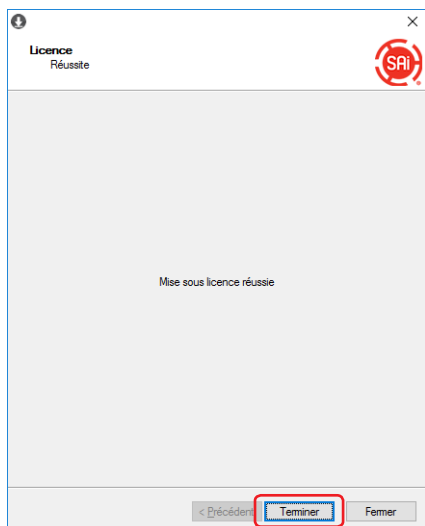 Licence
Réussite
SAi
Mise sous licence réussie
< Précédent
Terminer
Fermer